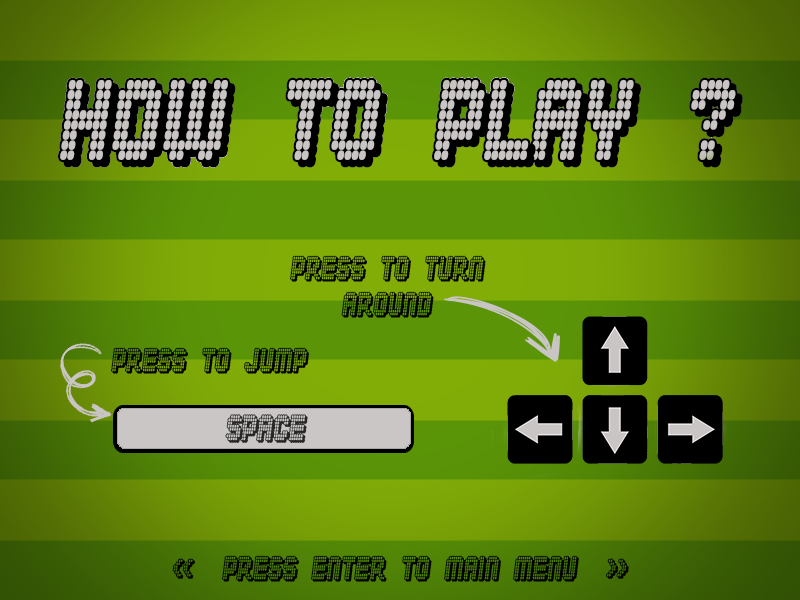 HOW TO PLAY ?
PRESS TO TURN
AROUND
PRESS TO JUMP
SPACE
<< PRESS ENTER TO MAIN MENU >>